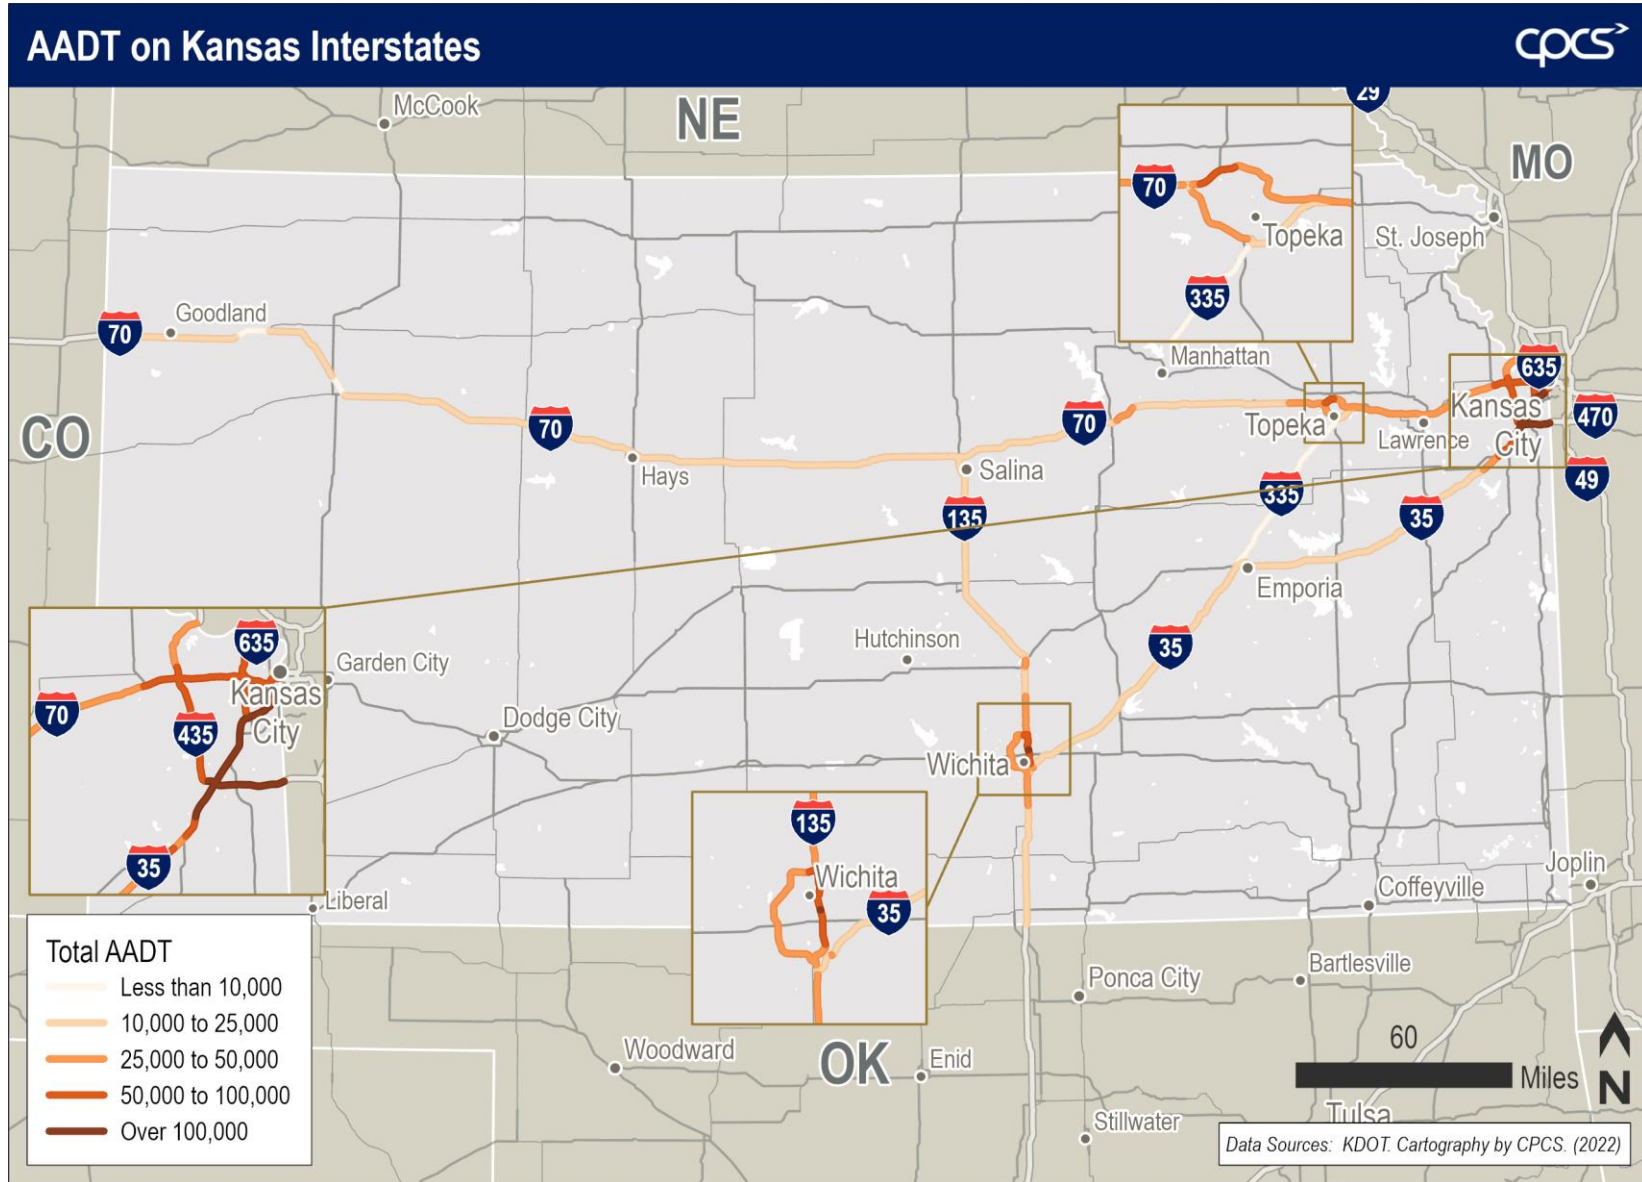 AADT on Kansas Interstates
cpcs
McCook
NE
29
MO
70
Topeka
335
St. Joseph
Goodland
70
Manhattan
635
CO
70
70
Topeka
Lawrence
Kansas
City
470
Hays
Salina
335
49
135
35
Emporia
635
Kansas
City
70
435
35
Garden City
Hutchinson
35
Dodge City
Wichita
135
Wichita
35
Liberal
Joplin
Coffeyville
Total AADT
Less than 10,000
10,000 to 25,000
25,000 to 50,000
50,000 to 100,000
Over 100,000
Bartlesville
Ponca City
Woodward
OK
Enid
60
Miles
N
Tulsa
Stillwater
Data Sources: KDOT. Cartography by CPCS. (2022)